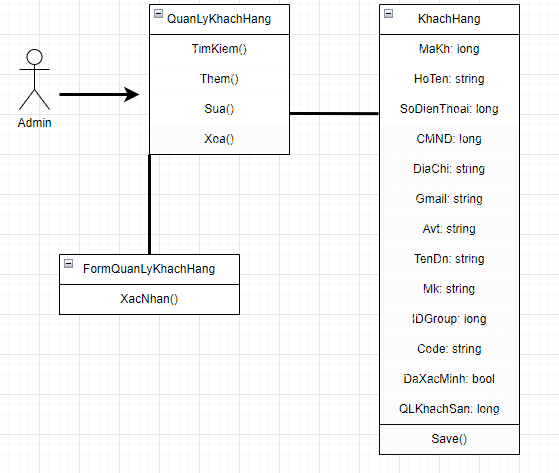 Admin
QuanLyKhachHang
TimKiem()
Them()
Sua()
Xoa()
FormQuanLyKhachHang
XacNhan()
KhachHang
MaKh: long
HoTen: string
SoDienThoai: long
CMND: long
DiaChi: string
Gmail: string
Avt: string
TenDn: string
Mk: string
IDGroup: long
Code: string
DaXacMinh: bool
QLKhachSan: long
Save()